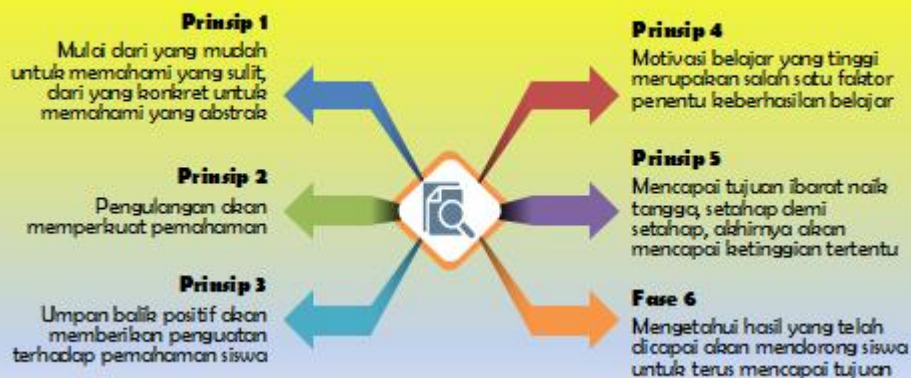 Prinsip 1
Mulai dari yang mudah
untuk memahami yang sulit,
dari yang konkret untuk
memahami yang abstrak
Prinsip 2
Pengulangan akan
memperkuat pemahaman
Prinsip 3
Umpan balik positif akan
memberikan penguatan
terhadap pemahaman siswa
Prinsip 4
Motivasi belajar yang tinggi
merupakan salah satu faktor
penentu keberhasilan belajar
Prinsip 5
Mencapai tujuan ibarat naik
tangga, setahap demi
setahap, akhirnya akan
mencapai ketinggian tertentu
Fase 6
Mengetahui hasil yang telah
dicapai akan mendorong siswa
untuk terus mencapai tujuan